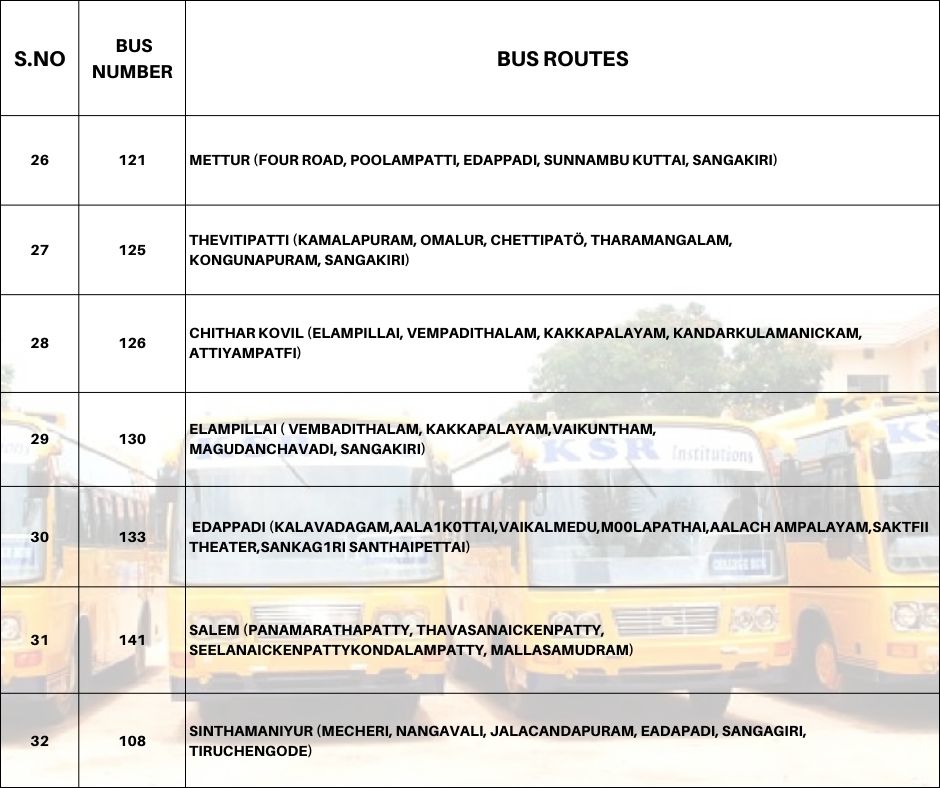 S.NO
BUS
NUMBER
BUS ROUTES
26
121
METTUR (FOUR ROAD, POOLAMPATTI, EDAPPADI, SUNNAMBU KUTTAI, SANGAKIRI)
27
125
THEVITIPATTI (KAMALAPURAM, OMALUR, CHETTIPATÖ, THARAMANGALAM,
KONGUNAPURAM, SANGAKIRI)
28
126
CHITHAR KOVIL (ELAMPILLAI, VEMPADITHALAM, KAKKAPALAYAM, KANDARKULAMANICKAM,
ATTIYAMPATFI)
29
130
ELAMPILLAI ( VEMBADITHALAM, KAKKAPALAYAM,VAIKUNTHAM,
MAGUDANCHAVADI, SANGAKIRI)
30
133
EDAPPADI (KALAVADAGAM,AALA1K0TTAI,VAIKALMEDU,M00LAPATHAI,AALACH AMPALAYAM,SAKTFII
THEATER,SANKAG1RI SANTHAIPETTAI)
31
141
SALEM (PANAMARATHAPATTY, THAVASANAICKENPATTY,
SEELANAICKENPATTYKONDALAMPATTY, MALLASAMUDRAM)
32
108
SINTHAMANIYUR (MECHERI, NANGAVALI, JALACANDAPURAM, EADAPADI, SANGAGIRI,
TIRUCHENGODE)
KSR
KSR Institutions
KS
COLLEGE BUS